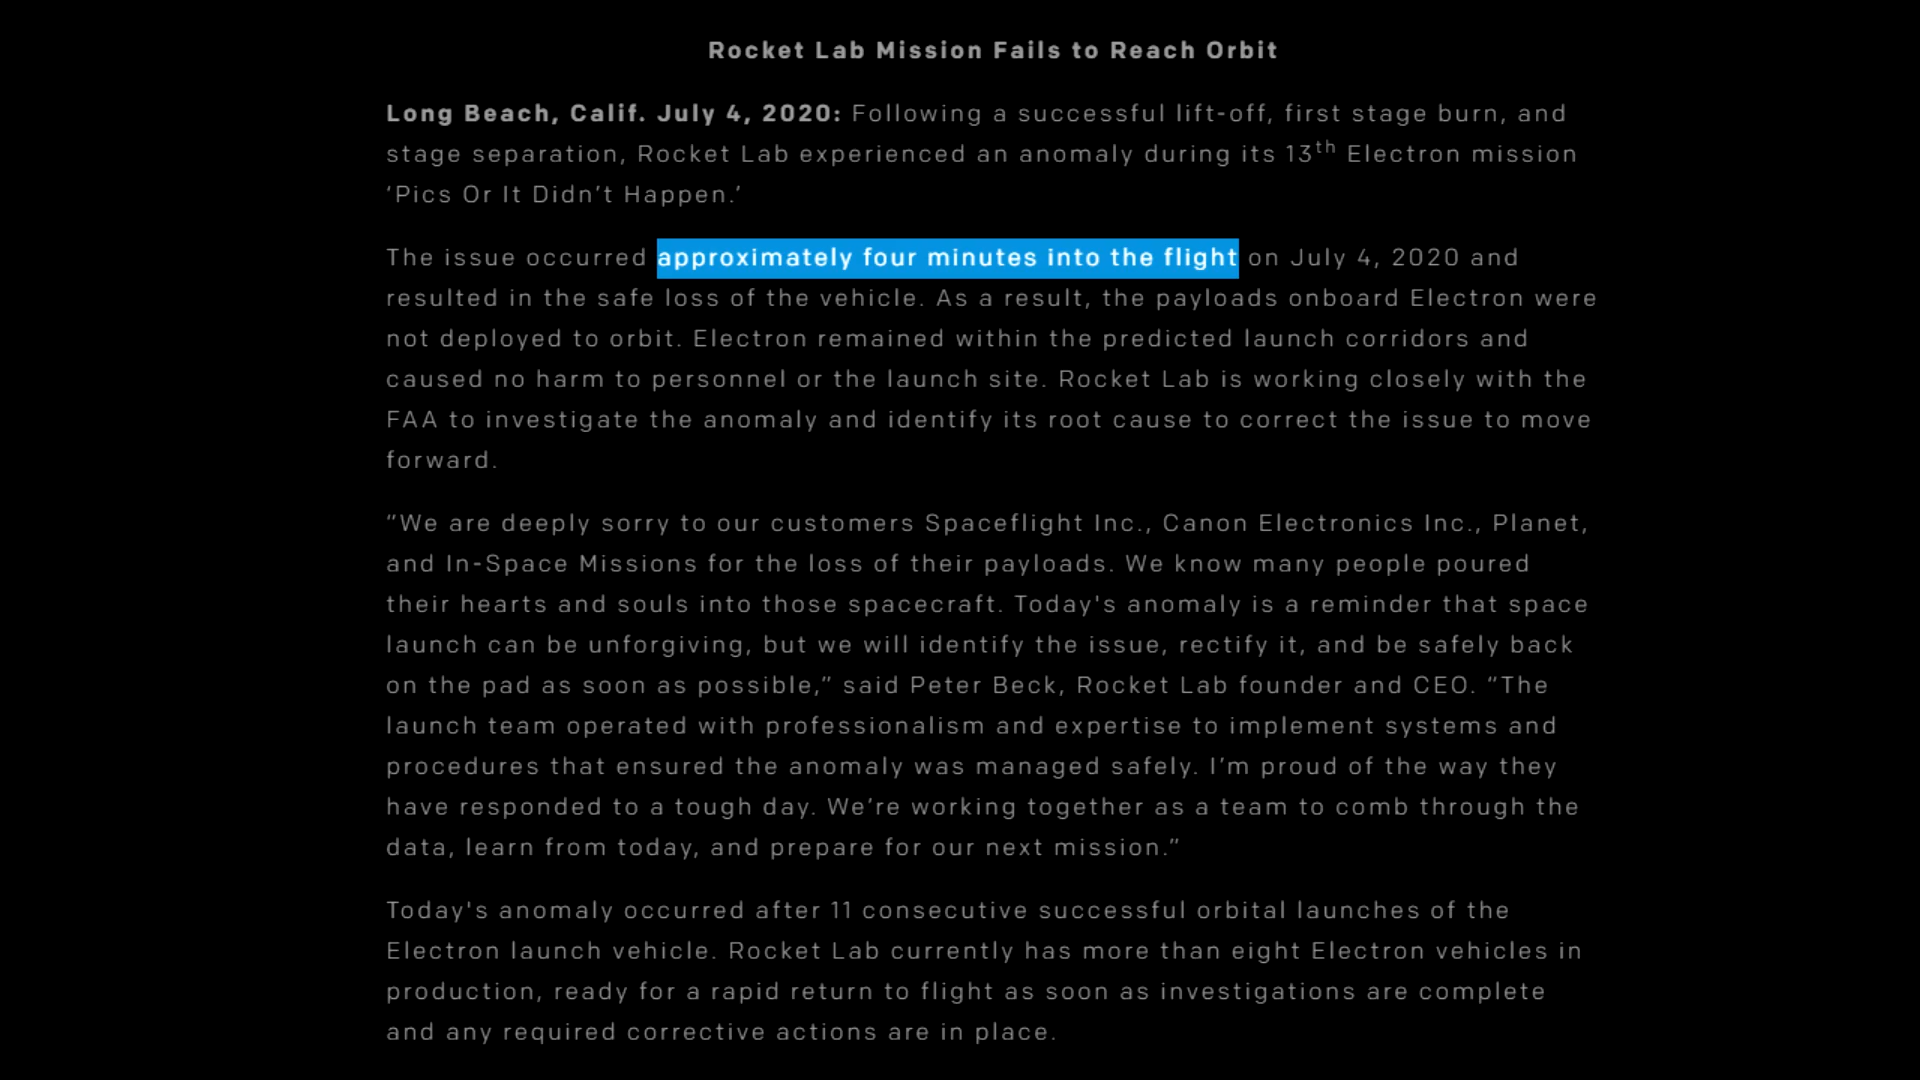 Rocket Lab Mission Fails to Reach Orbit
Long Beach, Calif. July 4, 2020: Following a successful lift-off, first stage burn, and
stage separation, Rocket Lab experienced an anomaly during its 13th Electron mission
‘Pics Or It Didn’t Happen.’
The issue occurred approximately four minutes into the flight on July 4, 2020 and
resulted in the safe loss of the vehicle. As a result, the payloads onboard Electron were
not deployed to orbit. Electron remained within the predicted launch corridors and
caused no harm to personnel or the launch site. Rocket Lab is working closely with the
FAA to investigate the anomaly and identify its root cause to correct the issue to move
forward.
“We are deeply sorry to our customers Spaceflight Inc., Canon Electronics Inc., Planet,
and In-Space Missions for the loss of their payloads. We know many people poured
their hearts and souls into those spacecraft. Today's anomaly is a reminder that space
launch can be unforgiving, but we will identify the issue, rectify it, and be safely back
on the pad as soon as possible,” said Peter Beck, Rocket Lab founder and CEO. “The
launch team operated with professionalism and expertise to implement systems and
procedures that ensured the anomaly was managed safely. I’m proud of the way they
have responded to a tough day. We’re working together as a team to comb through the
data, learn from today, and prepare for our next mission.”
Today's anomaly occurred after 11 consecutive successful orbital launches of the
Electron launch vehicle. Rocket Lab currently has more than eight Electron vehicles in
production, ready for a rapid return to flight as soon as investigations are complete
and any required corrective actions are in place.